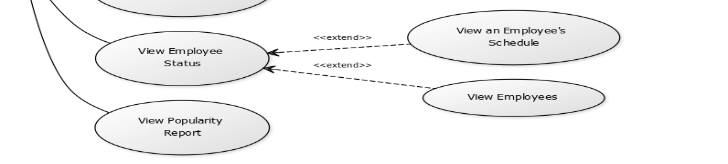 View Employee
Status
<<extend>>
View an Employee's
Schedule
<<extend>>
View Employees
View Popularity
Report